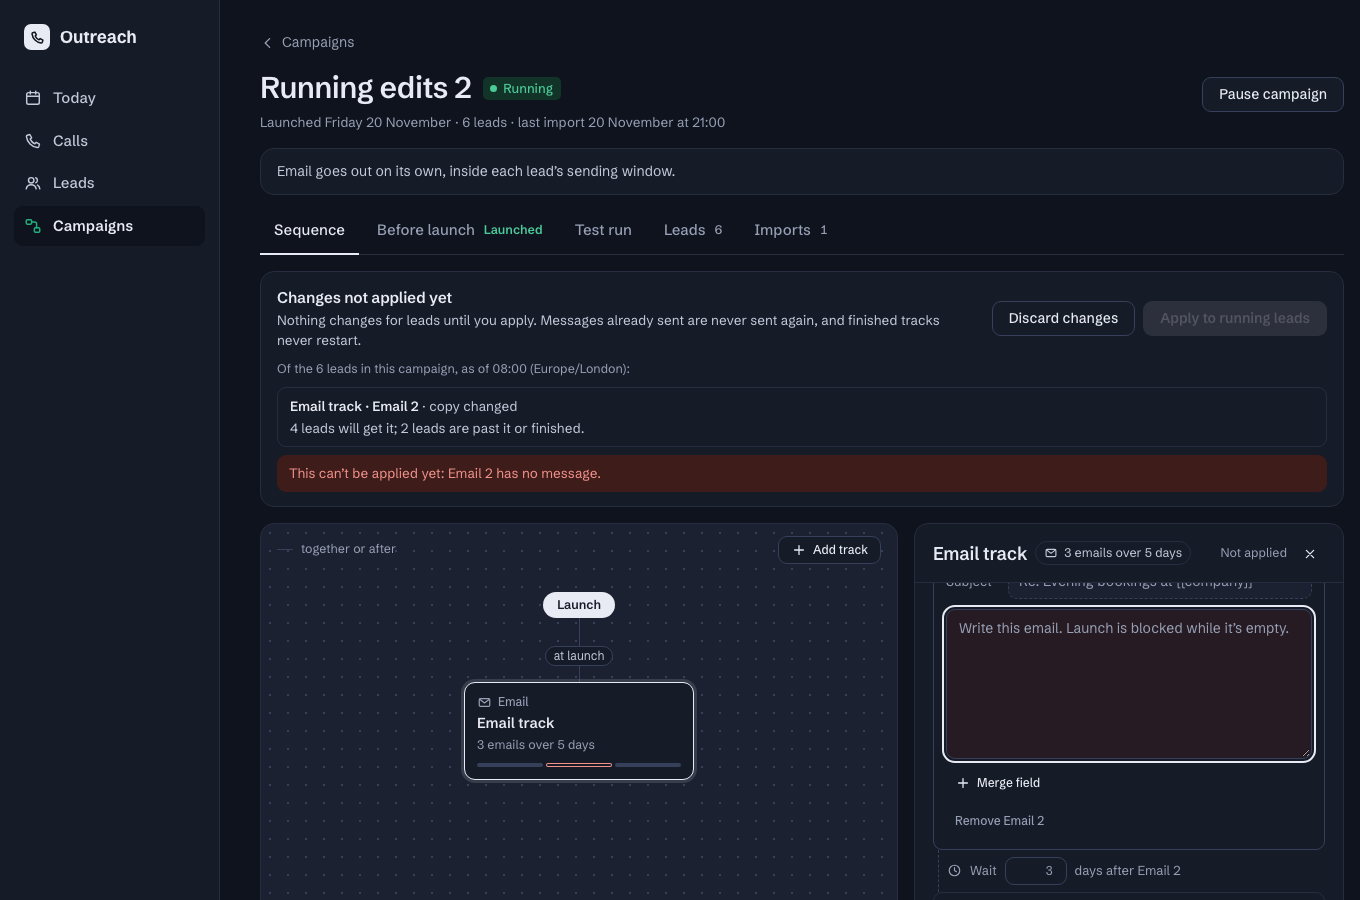 Outreach
Today
Calls
Leads
Campaigns
Campaigns
Running edits 2
Running
Launched Friday 20 November · 6 leads · last import 20 November at 21:00
Pause campaign
Email goes out on its own, inside each lead’s sending window.
Sequence
Before launch Launched
Test run
Leads 6
Imports 1
Changes not applied yet
Nothing changes for leads until you apply. Messages already sent are never sent again, and finished tracks
never restart.
Discard changes
Apply to running leads
Of the 6 leads in this campaign, as of 08:00 (Europe/London):
Email track · Email 2 · copy changed
4 leads will get it; 2 leads are past it or finished.
This can’t be applied yet: Email 2 has no message.
together or after
Add track
Launch
at launch
Email
Email track
3 emails over 5 days
Email track
3 emails over 5 days
Not applied
Subject Re: Evening bookings at {{company}}
Write this email. Launch is blocked while it’s empty.
Merge field
Remove Email 2
Wait 3 days after Email 2